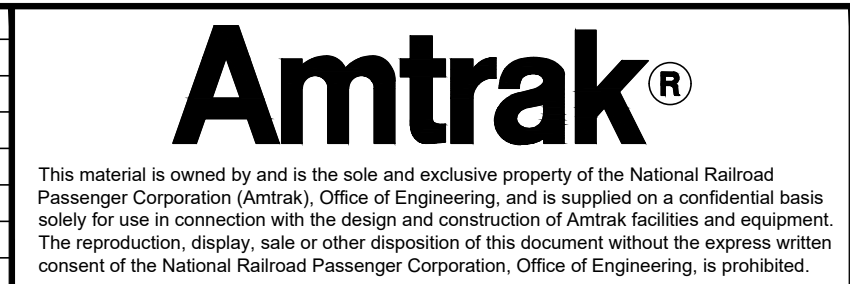 Amtrak®
This material is owned by and is the sole and exclusive property of the National Railroad
Passenger Corporation (Amtrak), Office of Engineering, and is supplied on a confidential basis
solely for use in connection with the design and construction of Amtrak facilities and equipment.
The reproduction, display, sale or other disposition of this document without the express written
consent of the National Railroad Passenger Corporation, Office of Engineering, is prohibited.